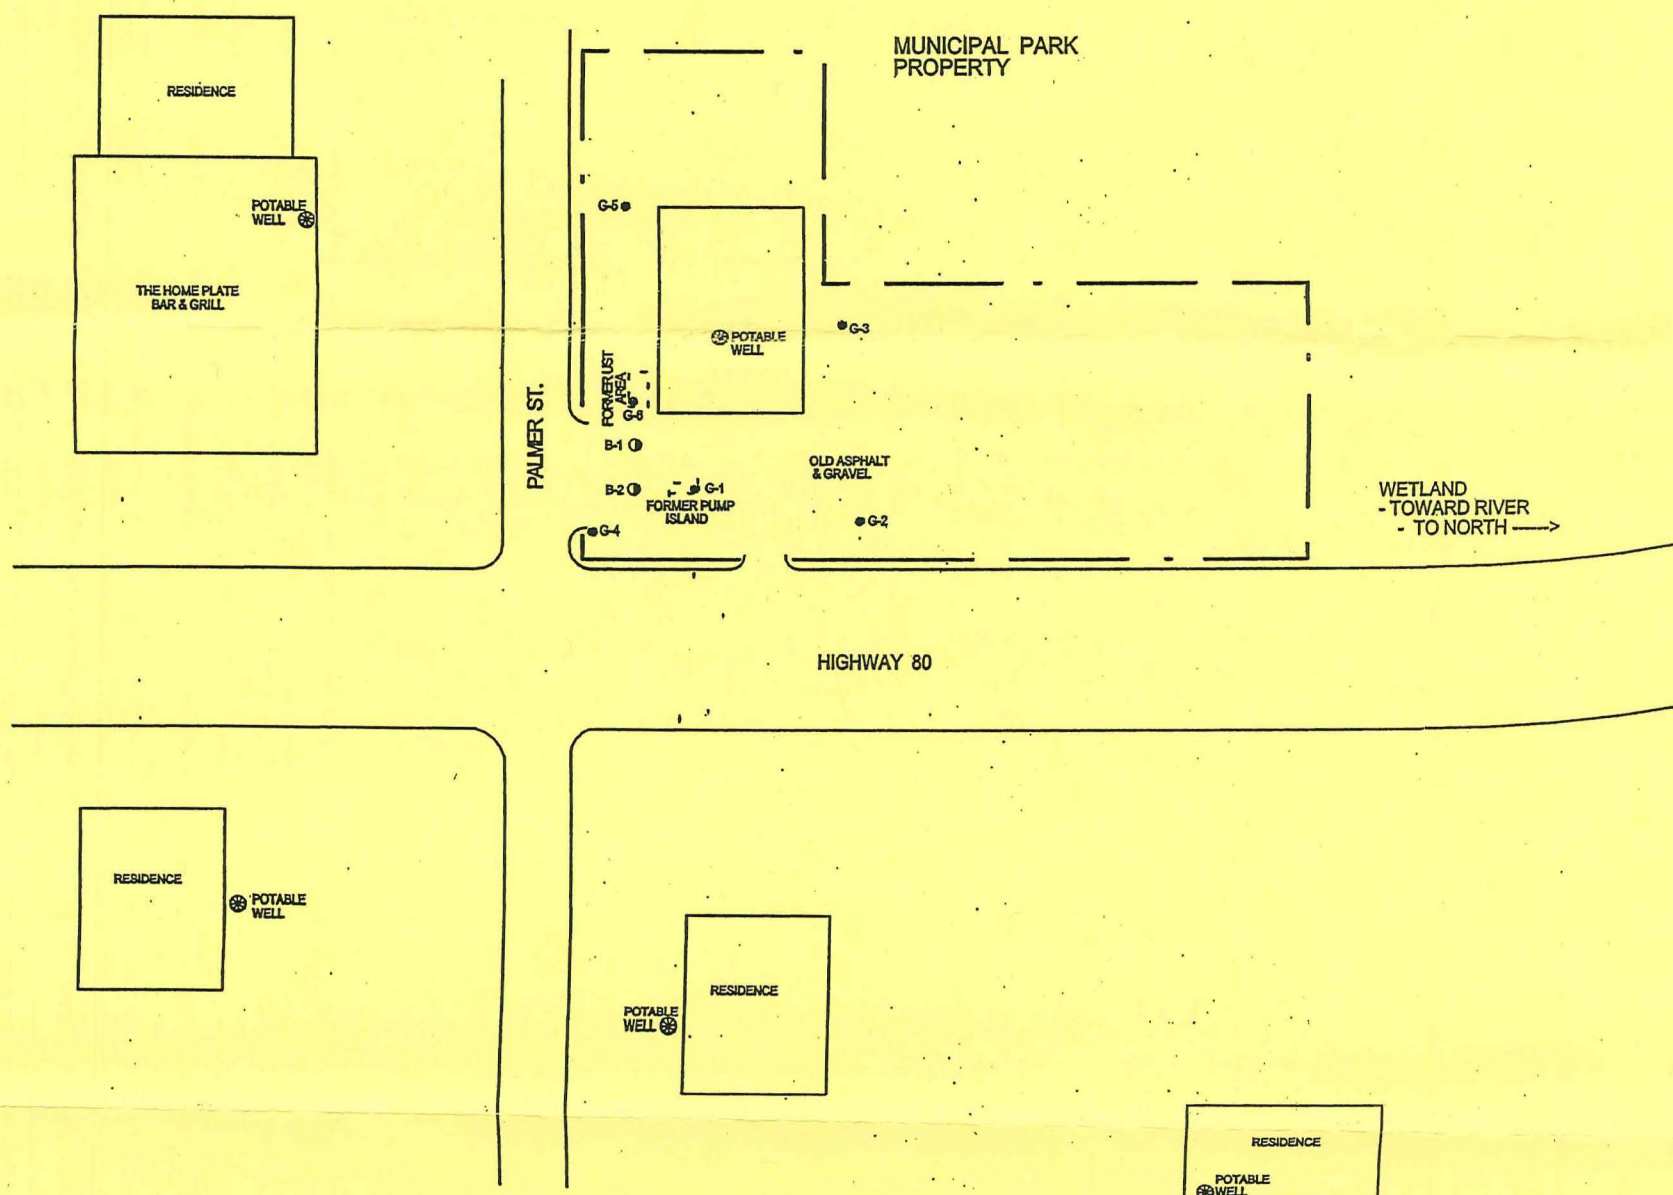 MUNICIPAL PARK
PROPERTY
RESIDENCE
POTABLE
WELL
THE HOME PLATE
BAR & GRILL
G-5
G-3
POTABLE
WELL
PALMER ST.
FORMER UST
AREA
G-6
B-1
B-2
G-1
FORMER PUMP
ISLAND
G-4
OLD ASPHALT
& GRAVEL
G-2
WETLAND
- TOWARD RIVER
- TO NORTH ---->
HIGHWAY 80
RESIDENCE
POTABLE
WELL
RESIDENCE
POTABLE
WELL
RESIDENCE
POTABLE
WELL